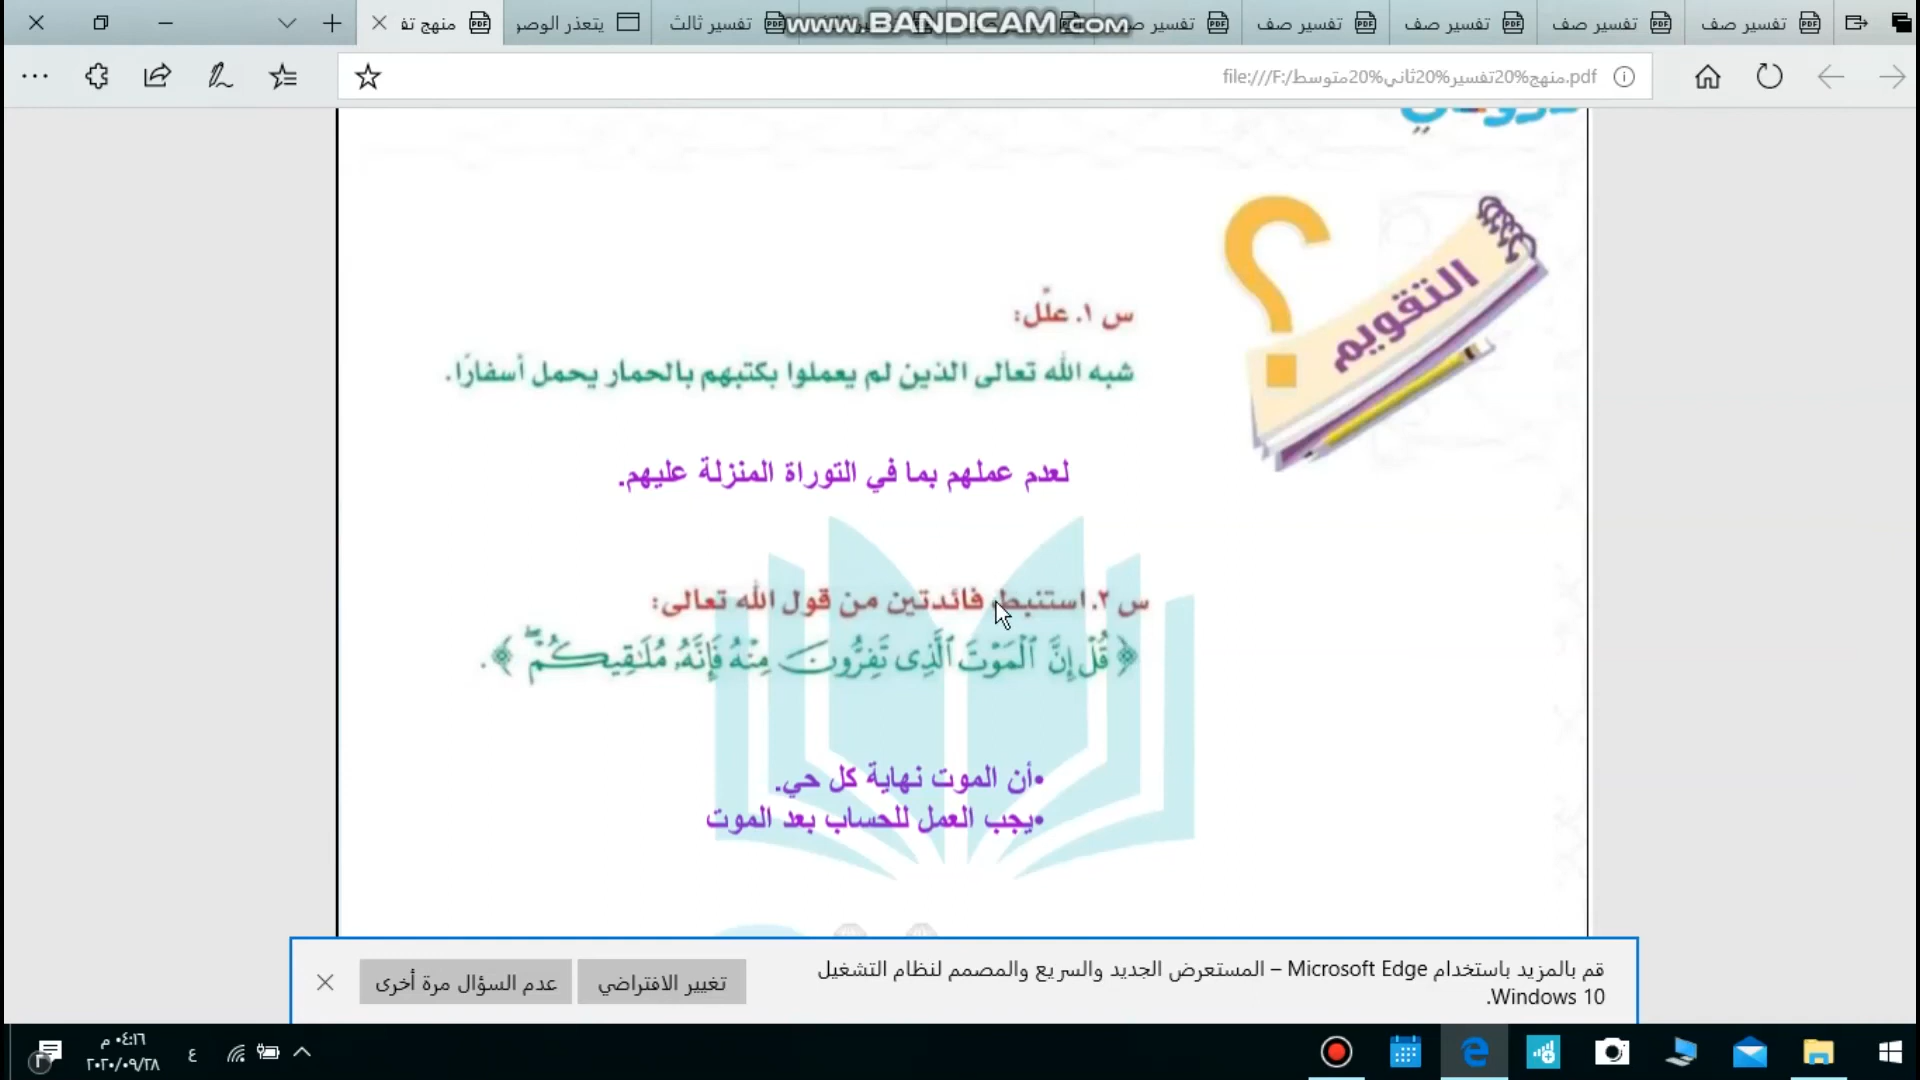 تفسير صف
تفسير صف
تفسير صف
تفسير صف
تفسير ثالث
يتعذر الوصو
منهج تف
www.BANDICAM.com
file:///F:/منهج%20تفسير%20ثاني%20متوسط.pdf
التقويم
؟
س ١. علّل:
شبه الله تعالى الذين لم يعملوا بكتبهم بالحمار يحمل أسفارًا.
لعدم عملهم بما في التوراة المنزلة عليهم.
س ٢. استنبط فائدتين من قول الله تعالى:
﴿ قُلْ إِنَّ ٱلْمَوْتَ ٱلَّذِى تَفِرُّونَ مِنْهُ فَإِنَّهُۥ مُلَـٰقِيكُمْ ۖ ﴾.
•أن الموت نهاية كل حي.
•يجب العمل للحساب بعد الموت
قم بالمزيد باستخدام Microsoft Edge – المستعرض الجديد والسريع والمصمم لنظام التشغيل
Windows 10.
تغيير الافتراضي
عدم السؤال مرة أخرى
٠٤:١٦ م
٢٠٢٠/٠٩/٢٨
ع
٢